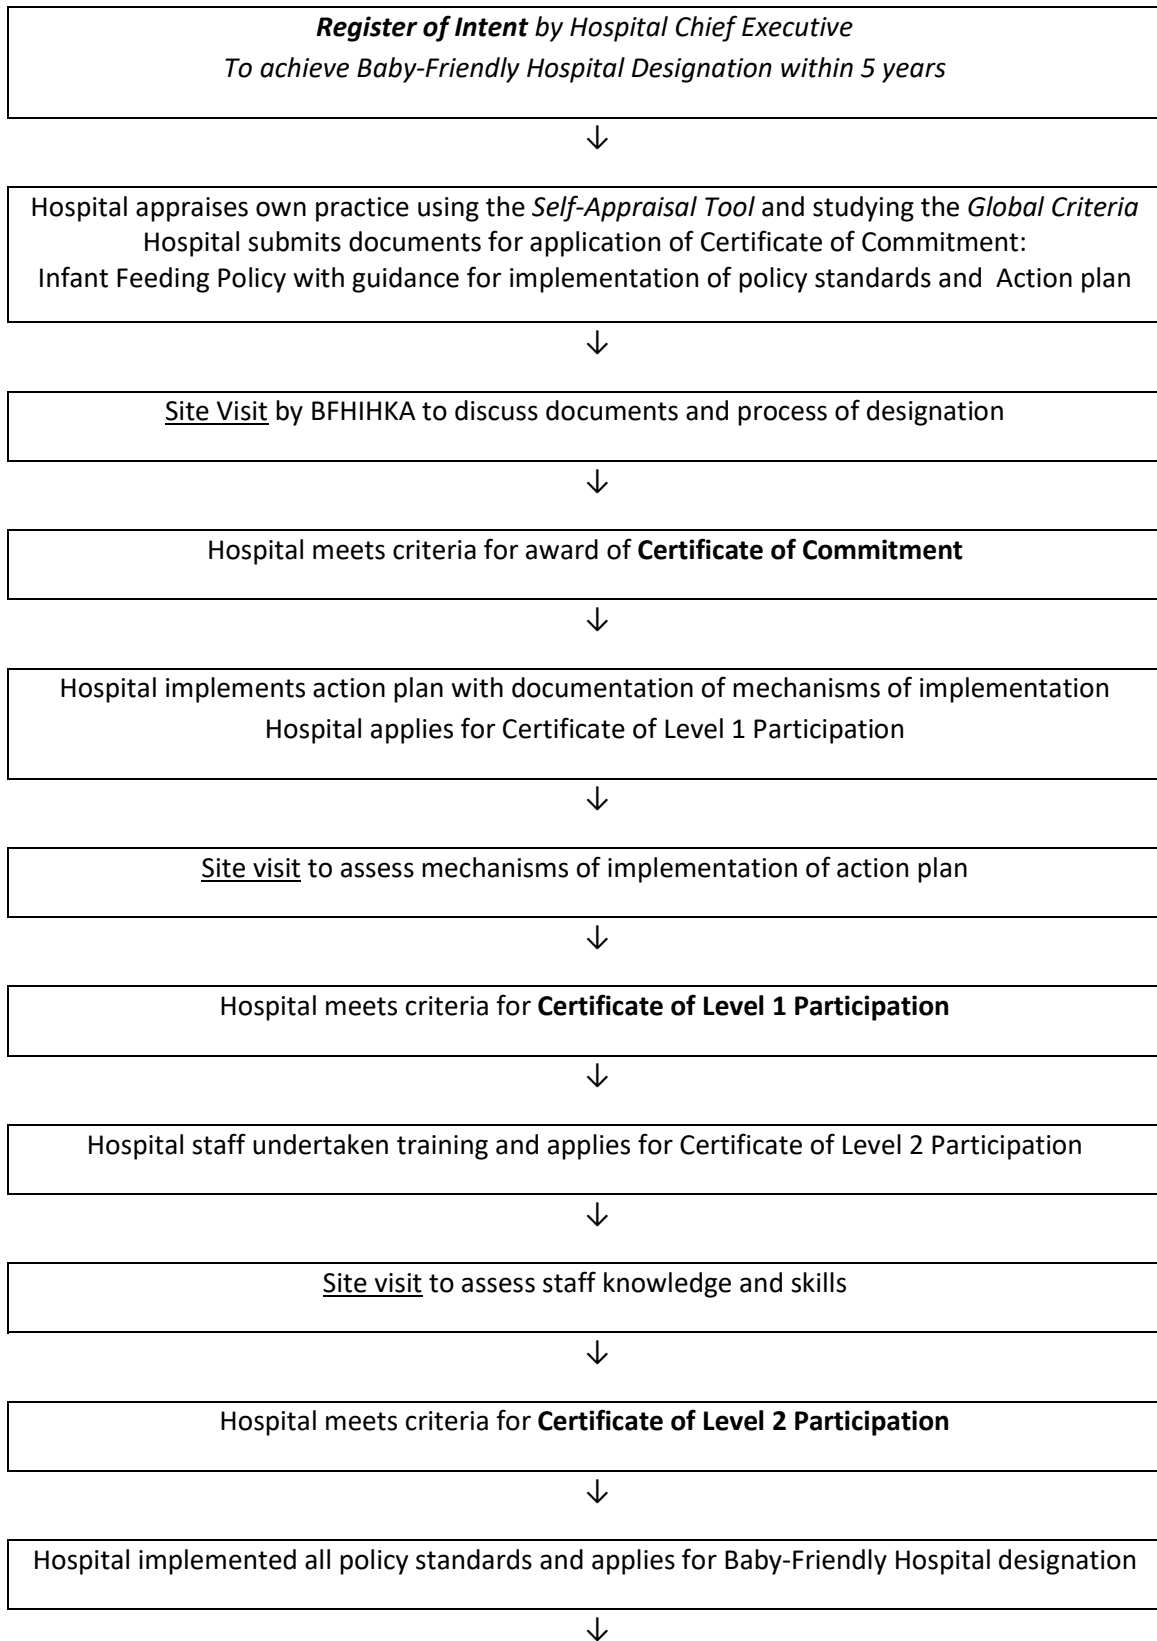 Register of Intent by Hospital Chief Executive
To achieve Baby-Friendly Hospital Designation within 5 years
↓
Hospital appraises own practice using the Self-Appraisal Tool and studying the Global Criteria
Hospital submits documents for application of Certificate of Commitment:
Infant Feeding Policy with guidance for implementation of policy standards and Action plan
↓
Site Visit by BFHIHKA to discuss documents and process of designation
↓
Hospital meets criteria for award of Certificate of Commitment
↓
Hospital implements action plan with documentation of mechanisms of implementation
Hospital applies for Certificate of Level 1 Participation
↓
Site visit to assess mechanisms of implementation of action plan
↓
Hospital meets criteria for Certificate of Level 1 Participation
↓
Hospital staff undertaken training and applies for Certificate of Level 2 Participation
↓
Site visit to assess staff knowledge and skills
↓
Hospital meets criteria for Certificate of Level 2 Participation
↓
Hospital implemented all policy standards and applies for Baby-Friendly Hospital designation
↓